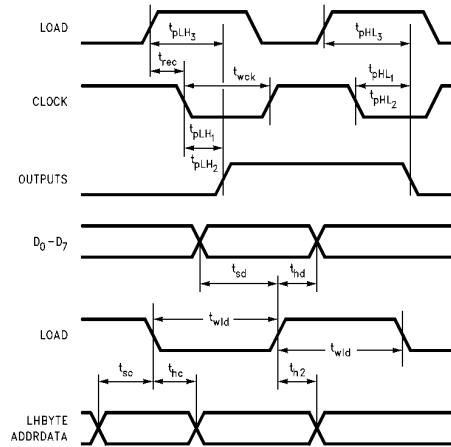 LOAD
tpLH3
tpHL3
trec
twck
tpHL1
CLOCK
tpHL2
tpLH1
tpLH2
OUTPUTS
D0–D7
tsd
thd
LOAD
twld
twld
tsc
thc
th2
LHBYTE
ADDRDATA